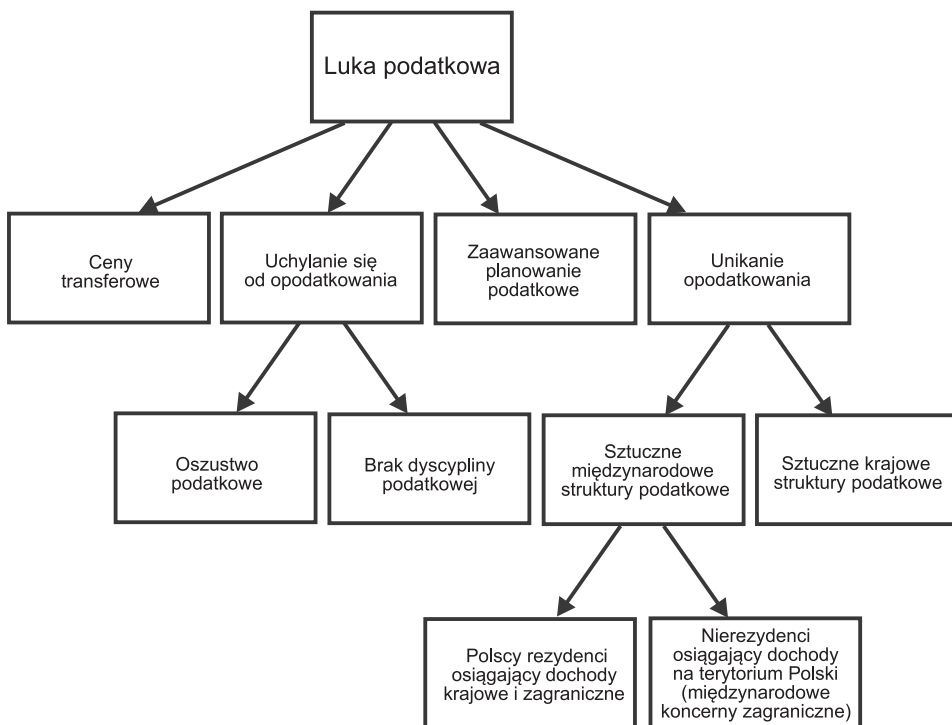 Luka podatkowa
Ceny
transferowe
Uchylanie się
od opodatkowania
Zaawansowane
planowanie
podatkowe
Unikanie
opodatkowania
Oszustwo
podatkowe
Brak dyscypliny
podatkowej
Sztuczne
międzynarodowe
struktury podatkowe
Sztuczne krajowe
struktury podatkowe
Polscy rezydenci
osiągający dochody
krajowe i zagraniczne
Nierezydenci
osiągający dochody
na terytorium Polski
(międzynarodowe
koncerny zagraniczne)